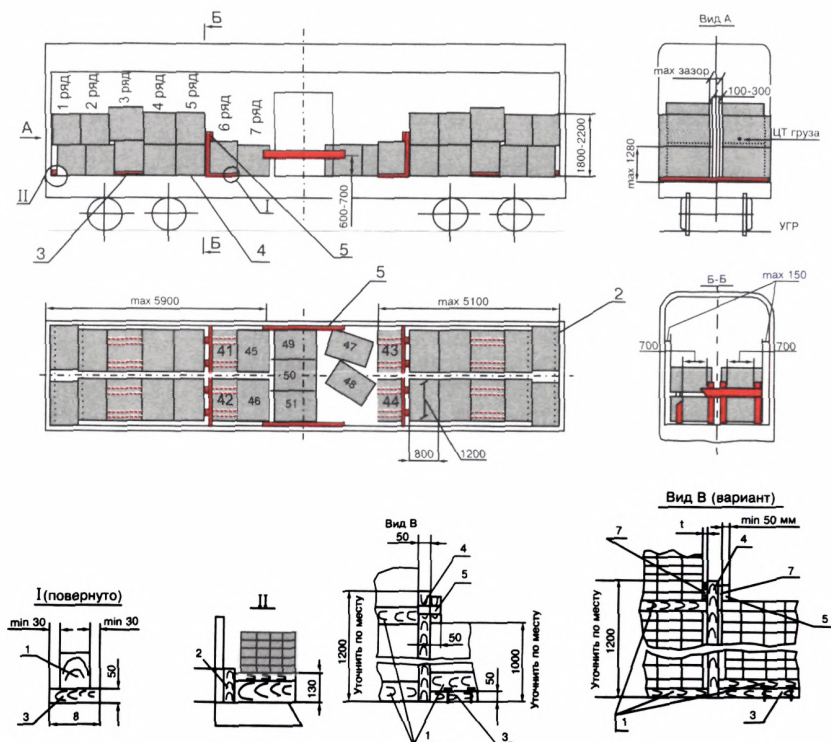 Б
Вид А
max зазор
100-300
1 ряд
2 ряд
3 ряд
4 ряд
5 ряд
6 ряд
7 ряд
А
1800-2200
ЦТ груза
max 1280
II
600-700
I
3
Б
4
5
УГР
max 5900
5
max 5100
2
Б-Б
max 150
41
45
49
47
43
50
48
42
46
51
44
700
700
800
1200
Вид В (вариант)
Вид В
50
min 50 мм
7
t
4
7
4
5
I (повернуто)
II
min 30
min 30
1
50
3
8
2
130
1200
Уточнить по месту
50
50
1000
Уточнить по месту
1
3
1200
Уточнить по месту
5
1
3